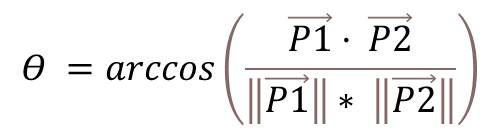 θ = arccos( (P1⃗ · P2⃗) / (‖P1⃗‖ * ‖P2⃗‖) )